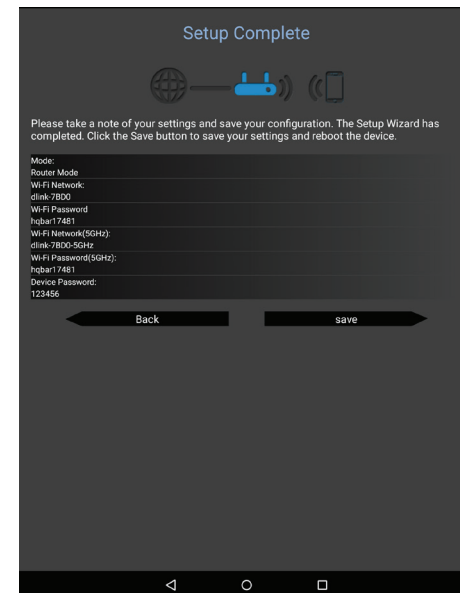 Setup Complete
Please take a note of your settings and save your configuration. The Setup Wizard has
completed. Click the Save button to save your settings and reboot the device.
Mode:
Router Mode
Wi-Fi Network:
dlink-7BD0
Wi-Fi Password
hqbar17481
Wi-Fi Network(5GHz):
dlink-7BD0-5GHz
Wi-Fi Password(5GHz):
hqbar17481
Device Password:
123456
Back
save